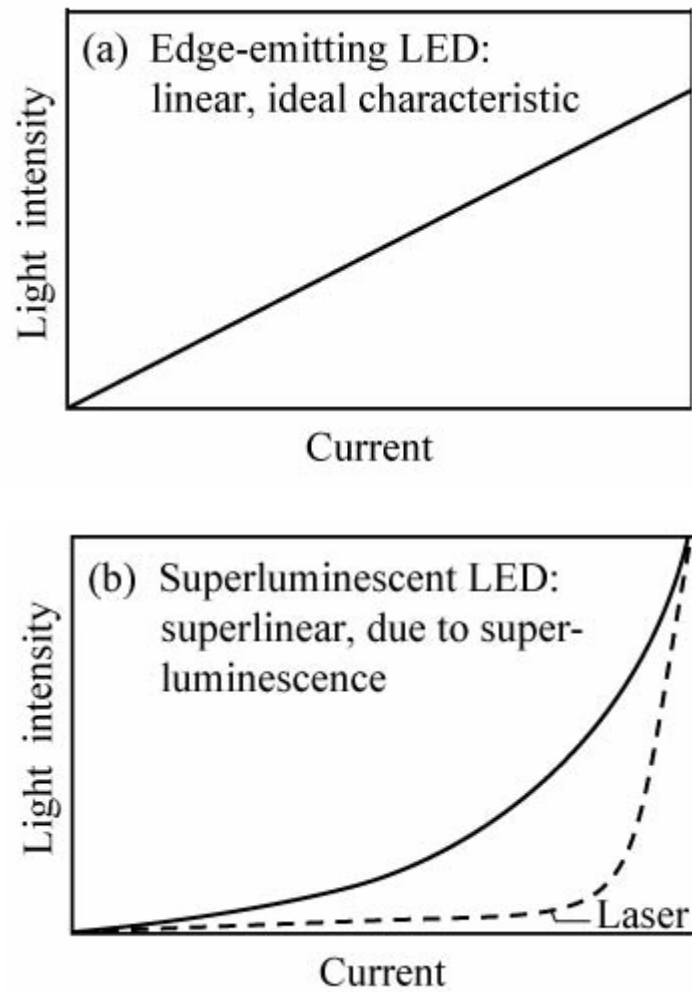 (a) Edge-emitting LED:
linear, ideal characteristic
Light intensity
Current
(b) Superluminescent LED:
superlinear, due to super-
luminescence
Light intensity
Laser
Current